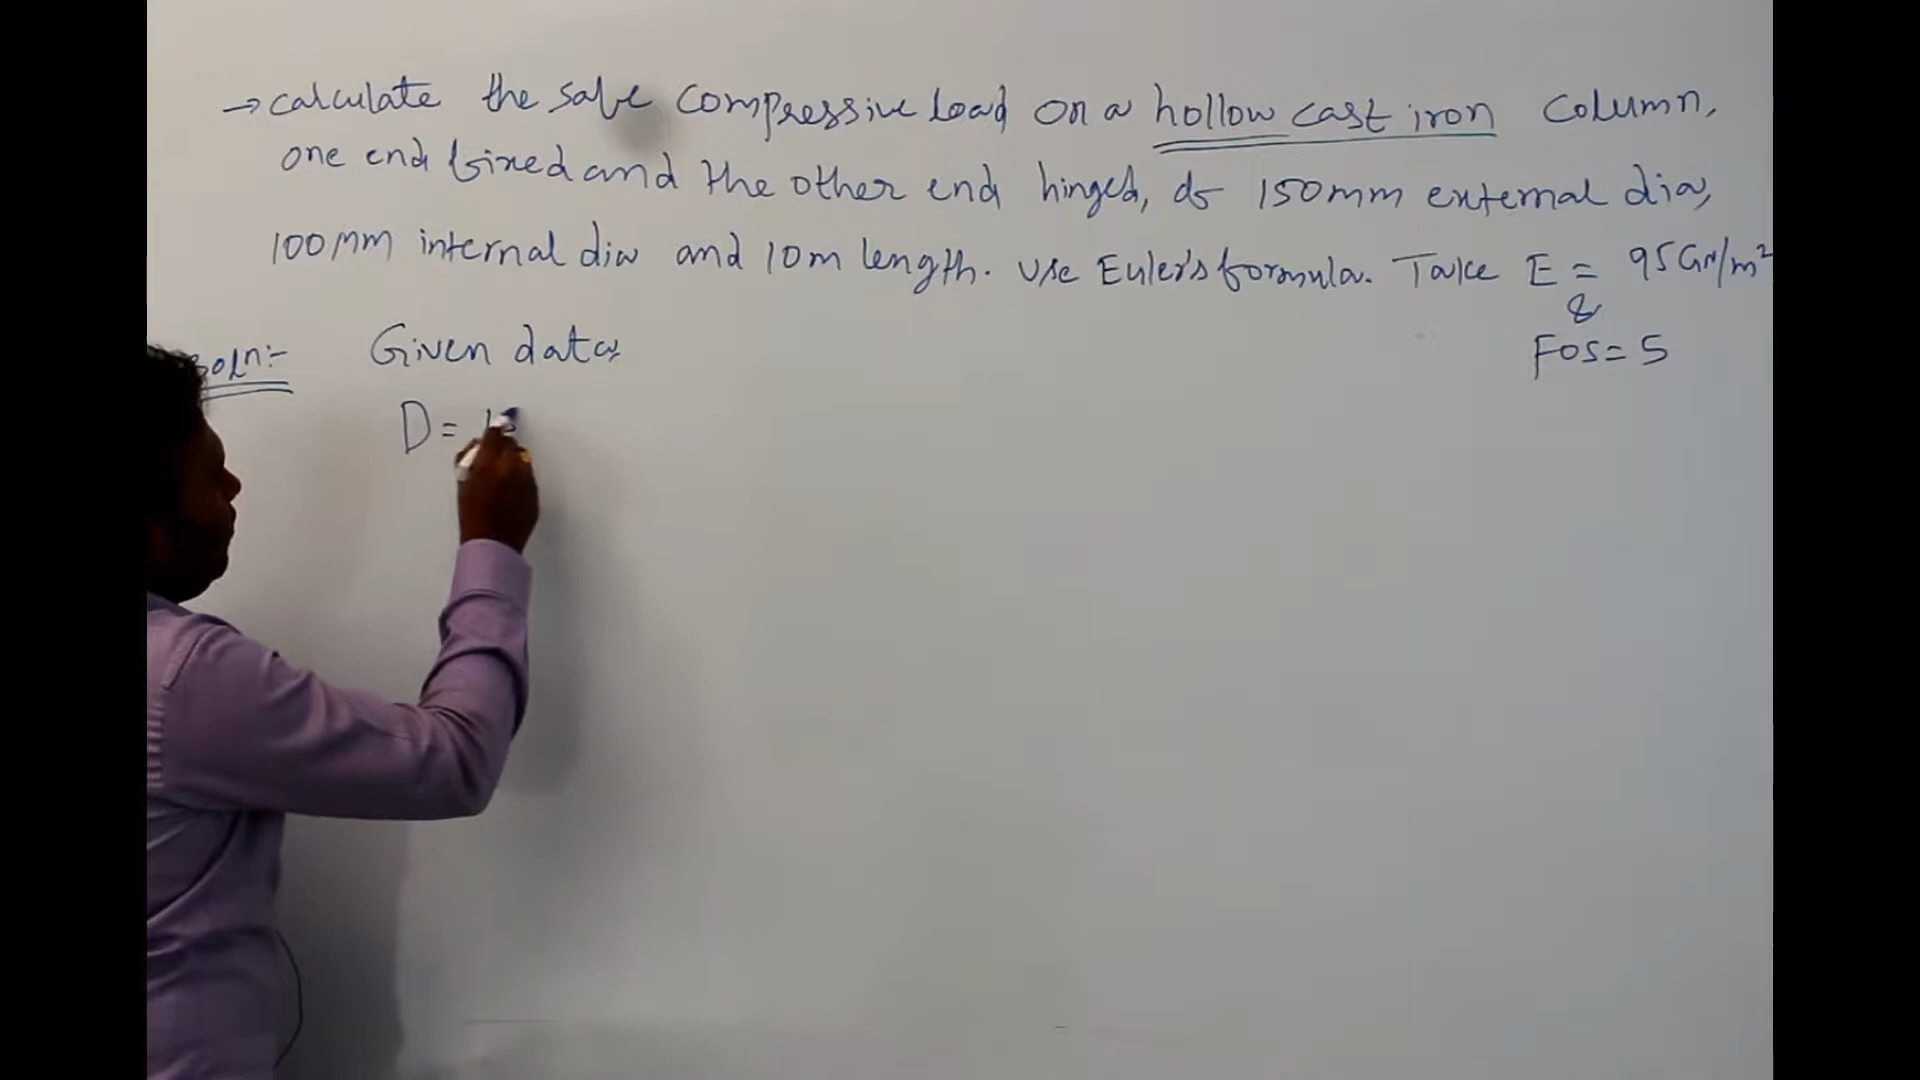 → calculate the safe compressive load on a hollow cast iron column,
one end fixed and the other end hinged, of 150mm external dia,
100mm internal dia and 10m length. Use Euler's formula. Take E = 95GN/m²
&
FOS = 5
Soln:-
Given data
D = 15